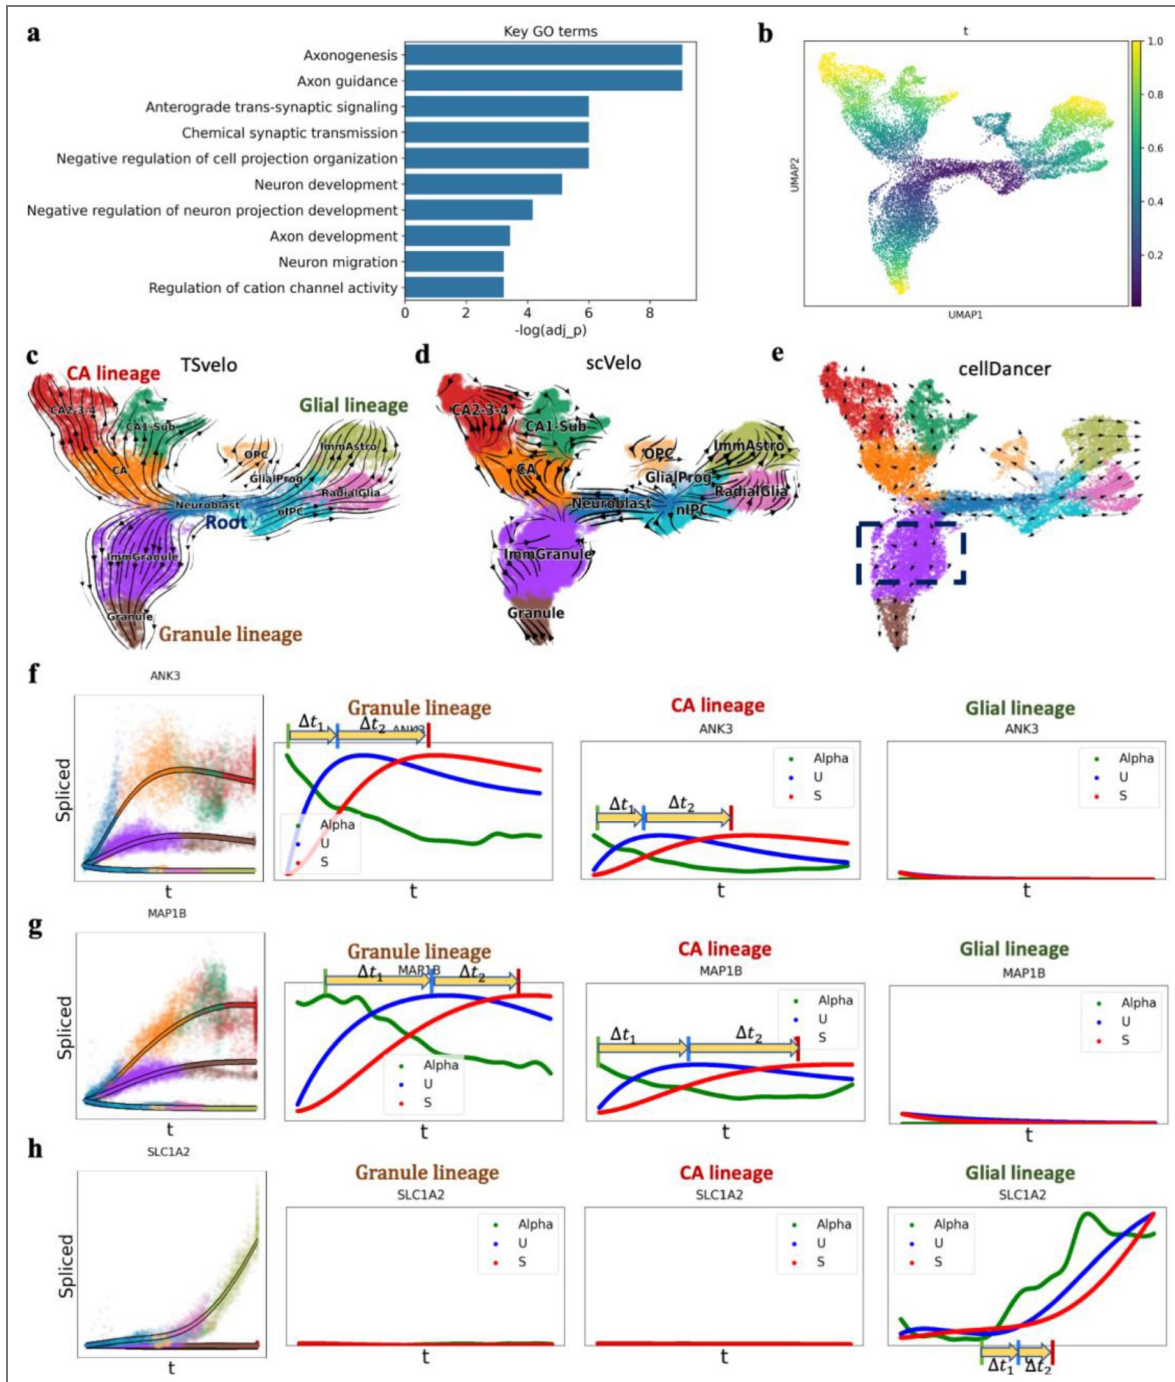 a
Key GO terms
Axonogenesis
Axon guidance
Anterograde trans-synaptic signaling
Chemical synaptic transmission
Negative regulation of cell projection organization
Neuron development
Negative regulation of neuron projection development
Axon development
Neuron migration
Regulation of cation channel activity
0 2 4 6 8
-log(adj_p)
b
t
UMAP2
UMAP1
1.0
0.8
0.6
0.4
0.2
c
TSvelo
CA lineage
Glial lineage
CA2-3-4
CA1-Sub
CA
OPC
ImmAstro
GlialProg
RadialGlia
Neuroblast
nIPC
Root
ImmGranule
Granule
Granule lineage
d
scVelo
CA2-3-4
CA1-Sub
CA
OPC
ImmAstro
GlialProg
RadialGlia
Neuroblast
nIPC
ImmGranule
Granule
e
cellDancer
f
ANK3
Spliced
t
Granule lineage
ANK3
Δt1 Δt2
Alpha
U
S
t
CA lineage
ANK3
Δt1 Δt2
Alpha
U
S
t
Glial lineage
ANK3
Alpha
U
S
t
g
MAP1B
Spliced
t
Granule lineage
MAP1B
Δt1 Δt2
Alpha
U
S
t
CA lineage
MAP1B
Δt1 Δt2
Alpha
U
S
t
Glial lineage
MAP1B
Alpha
U
S
t
h
SLC1A2
Spliced
t
Granule lineage
SLC1A2
Alpha
U
S
t
CA lineage
SLC1A2
Alpha
U
S
t
Glial lineage
SLC1A2
Alpha
U
S
Δt1 Δt2